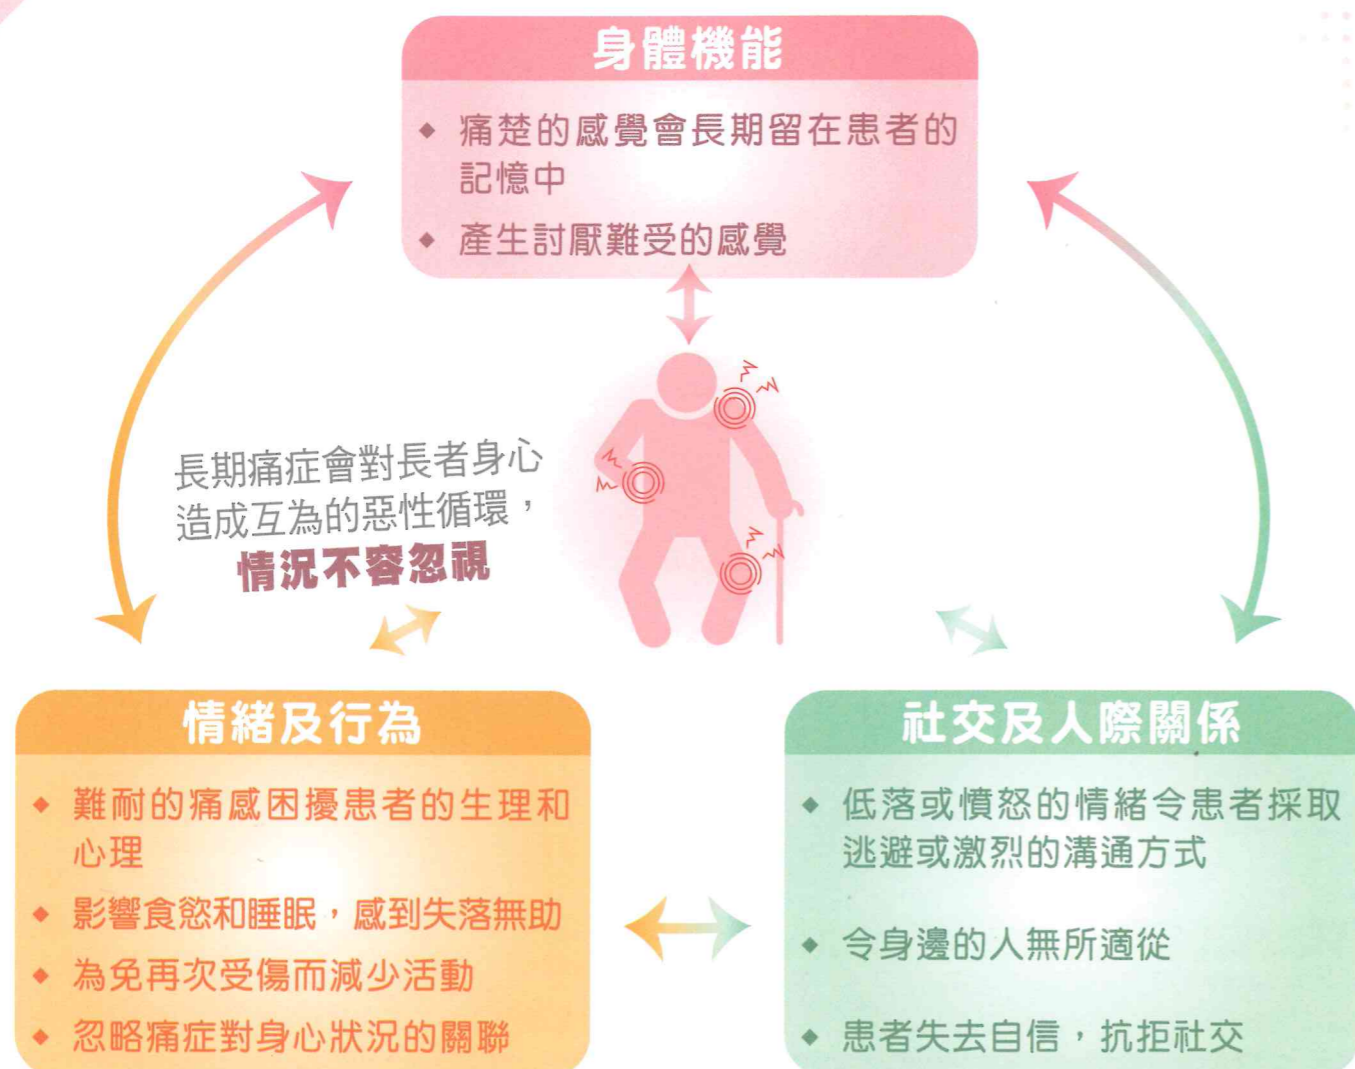 身體機能
◆ 痛楚的感覺會長期留在患者的
記憶中
◆ 產生討厭難受的感覺
長期痛症會對長者身心
造成互為的惡性循環，
情況不容忽視
情緒及行為
◆ 難耐的痛感困擾患者的生理和
心理
◆ 影響食慾和睡眠，感到失落無助
◆ 為免再次受傷而減少活動
◆ 忽略痛症對身心狀況的關聯
社交及人際關係
◆ 低落或憤怒的情緒令患者採取
逃避或激烈的溝通方式
◆ 令身邊的人無所適從
◆ 患者失去自信，抗拒社交